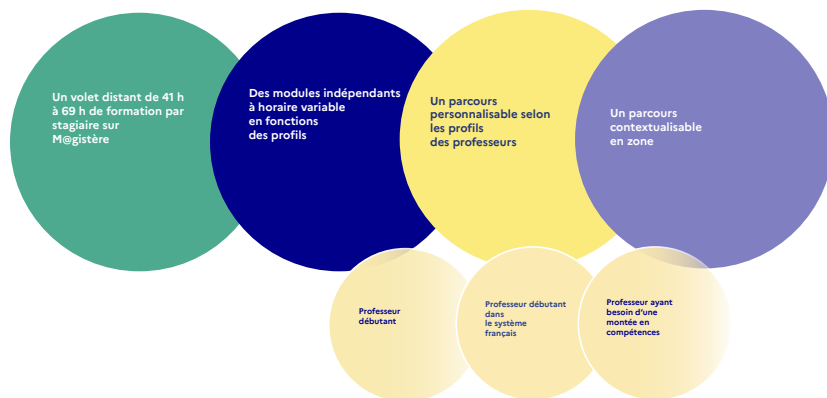 Un volet distant de 41 h
à 69 h de formation par
stagiaire sur
M@gistère
Des modules indépendants
à horaire variable
en fonctions
des profils
Un parcours
personnalisable selon
les profils
des professeurs
Un parcours
contextualisable
en zone
Professeur
débutant
Professeur débutant
dans
le système
français
Professeur ayant
besoin d'une
montée en
compétences